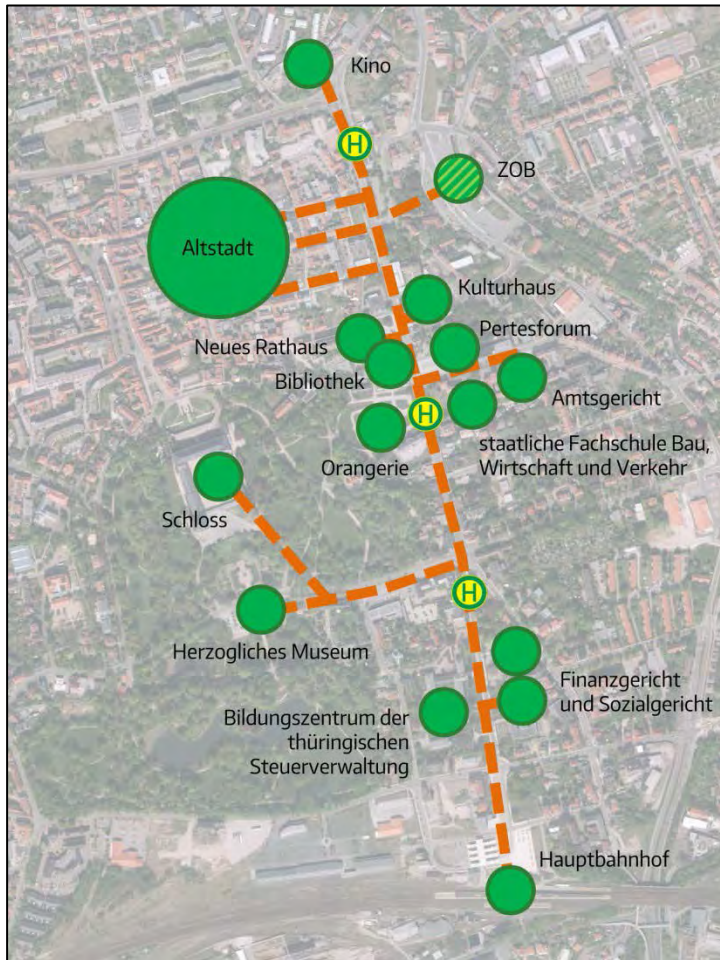 Kino
H
ZOB
Altstadt
Kulturhaus
Pertesforum
Neues Rathaus
Bibliothek
Amtsgericht
H
Orangerie
staatliche Fachschule Bau,
Wirtschaft und Verkehr
Schloss
H
Herzogliches Museum
Finanzgericht
und Sozialgericht
Bildungszentrum der
thüringischen
Steuerverwaltung
Hauptbahnhof